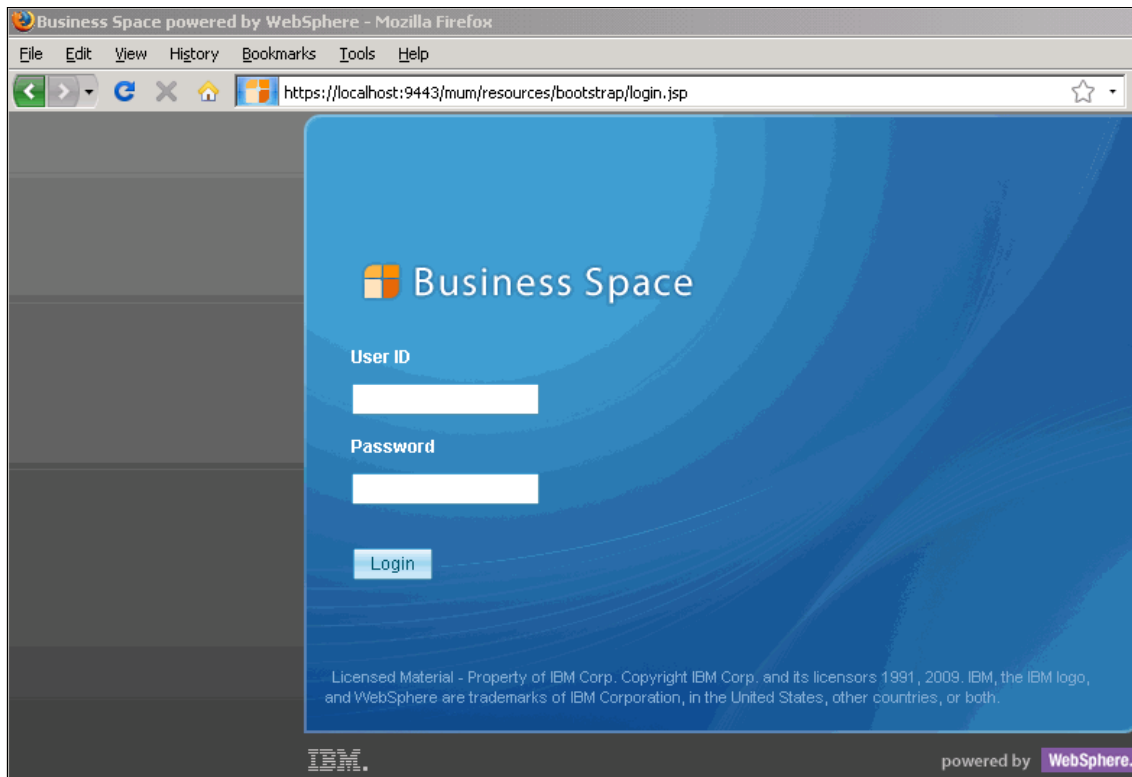 Business Space powered by WebSphere - Mozilla Firefox
File Edit View History Bookmarks Tools Help
https://localhost:9443/mum/resources/bootstrap/login.jsp
Business Space
User ID
Password
Login
Licensed Material - Property of IBM Corp. Copyright IBM Corp. and its licensors 1991, 2009. IBM, the IBM logo,
and WebSphere are trademarks of IBM Corporation, in the United States, other countries, or both.
IBM. powered by WebSphere.